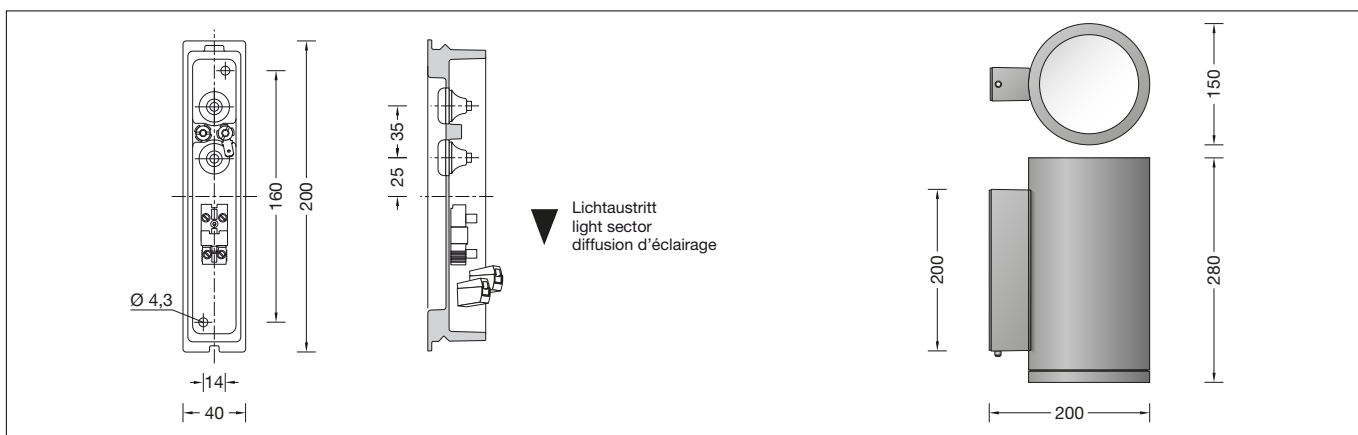 160
200
Ø 4,3
14
40
35
25
Lichtaustritt
light sector
diffusion d’éclairage
150
200
280
200